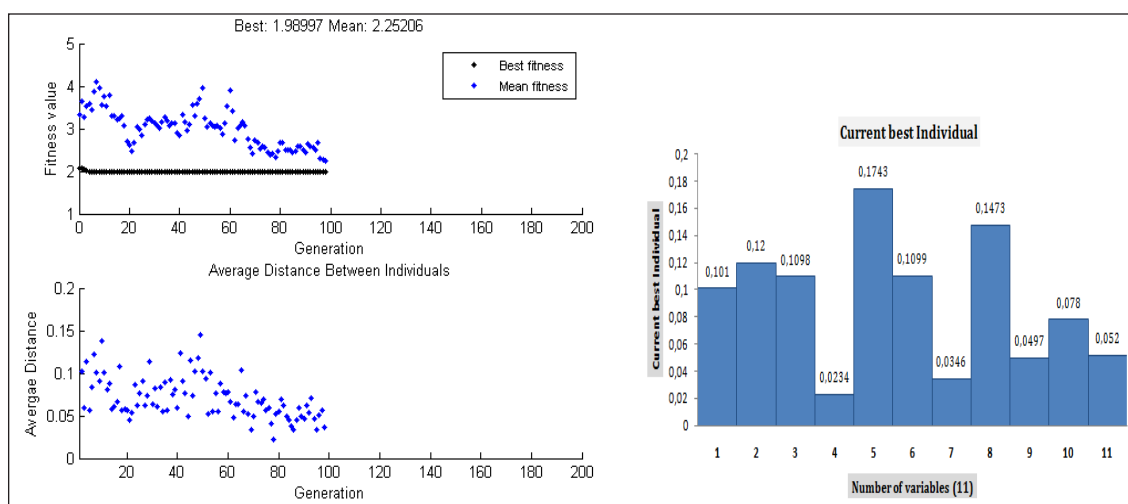 Best: 1.98997 Mean: 2.25206
Fitness value
5
4
3
2
1
Best fitness
Mean fitness
0 20 40 60 80 100 120 140 160 180 200
Generation
Average Distance Between Individuals
Avergae Distance
0.2
0.15
0.1
0.05
0
0 20 40 60 80 100 120 140 160 180 200
Generation
Current best Individual
Current best Individual
0,2
0,18
0,16
0,14
0,12
0,1
0,08
0,06
0,04
0,02
0
0,101
0,12
0,1098
0,0234
0,1743
0,1099
0,0346
0,1473
0,0497
0,078
0,052
1 2 3 4 5 6 7 8 9 10 11
Number of variables (11)